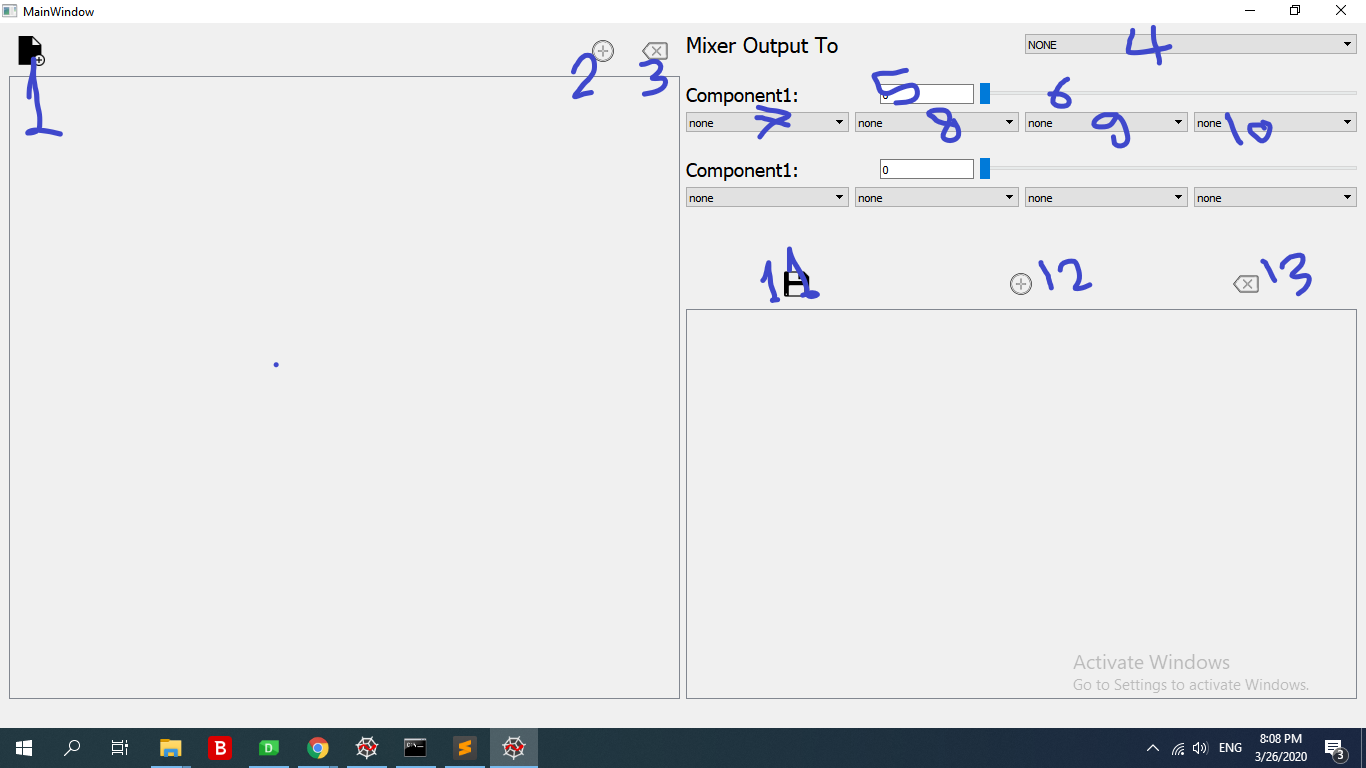 MainWindow
Mixer Output To NONE 4
1 2 3
Component1: 5 6
none 7 none 8 none 9 none 10
Component1: 0
none none none none
11 12 13
Activate Windows
Go to Settings to activate Windows.
B D C:\_ S ENG 8:08 PM
3/26/2020 3